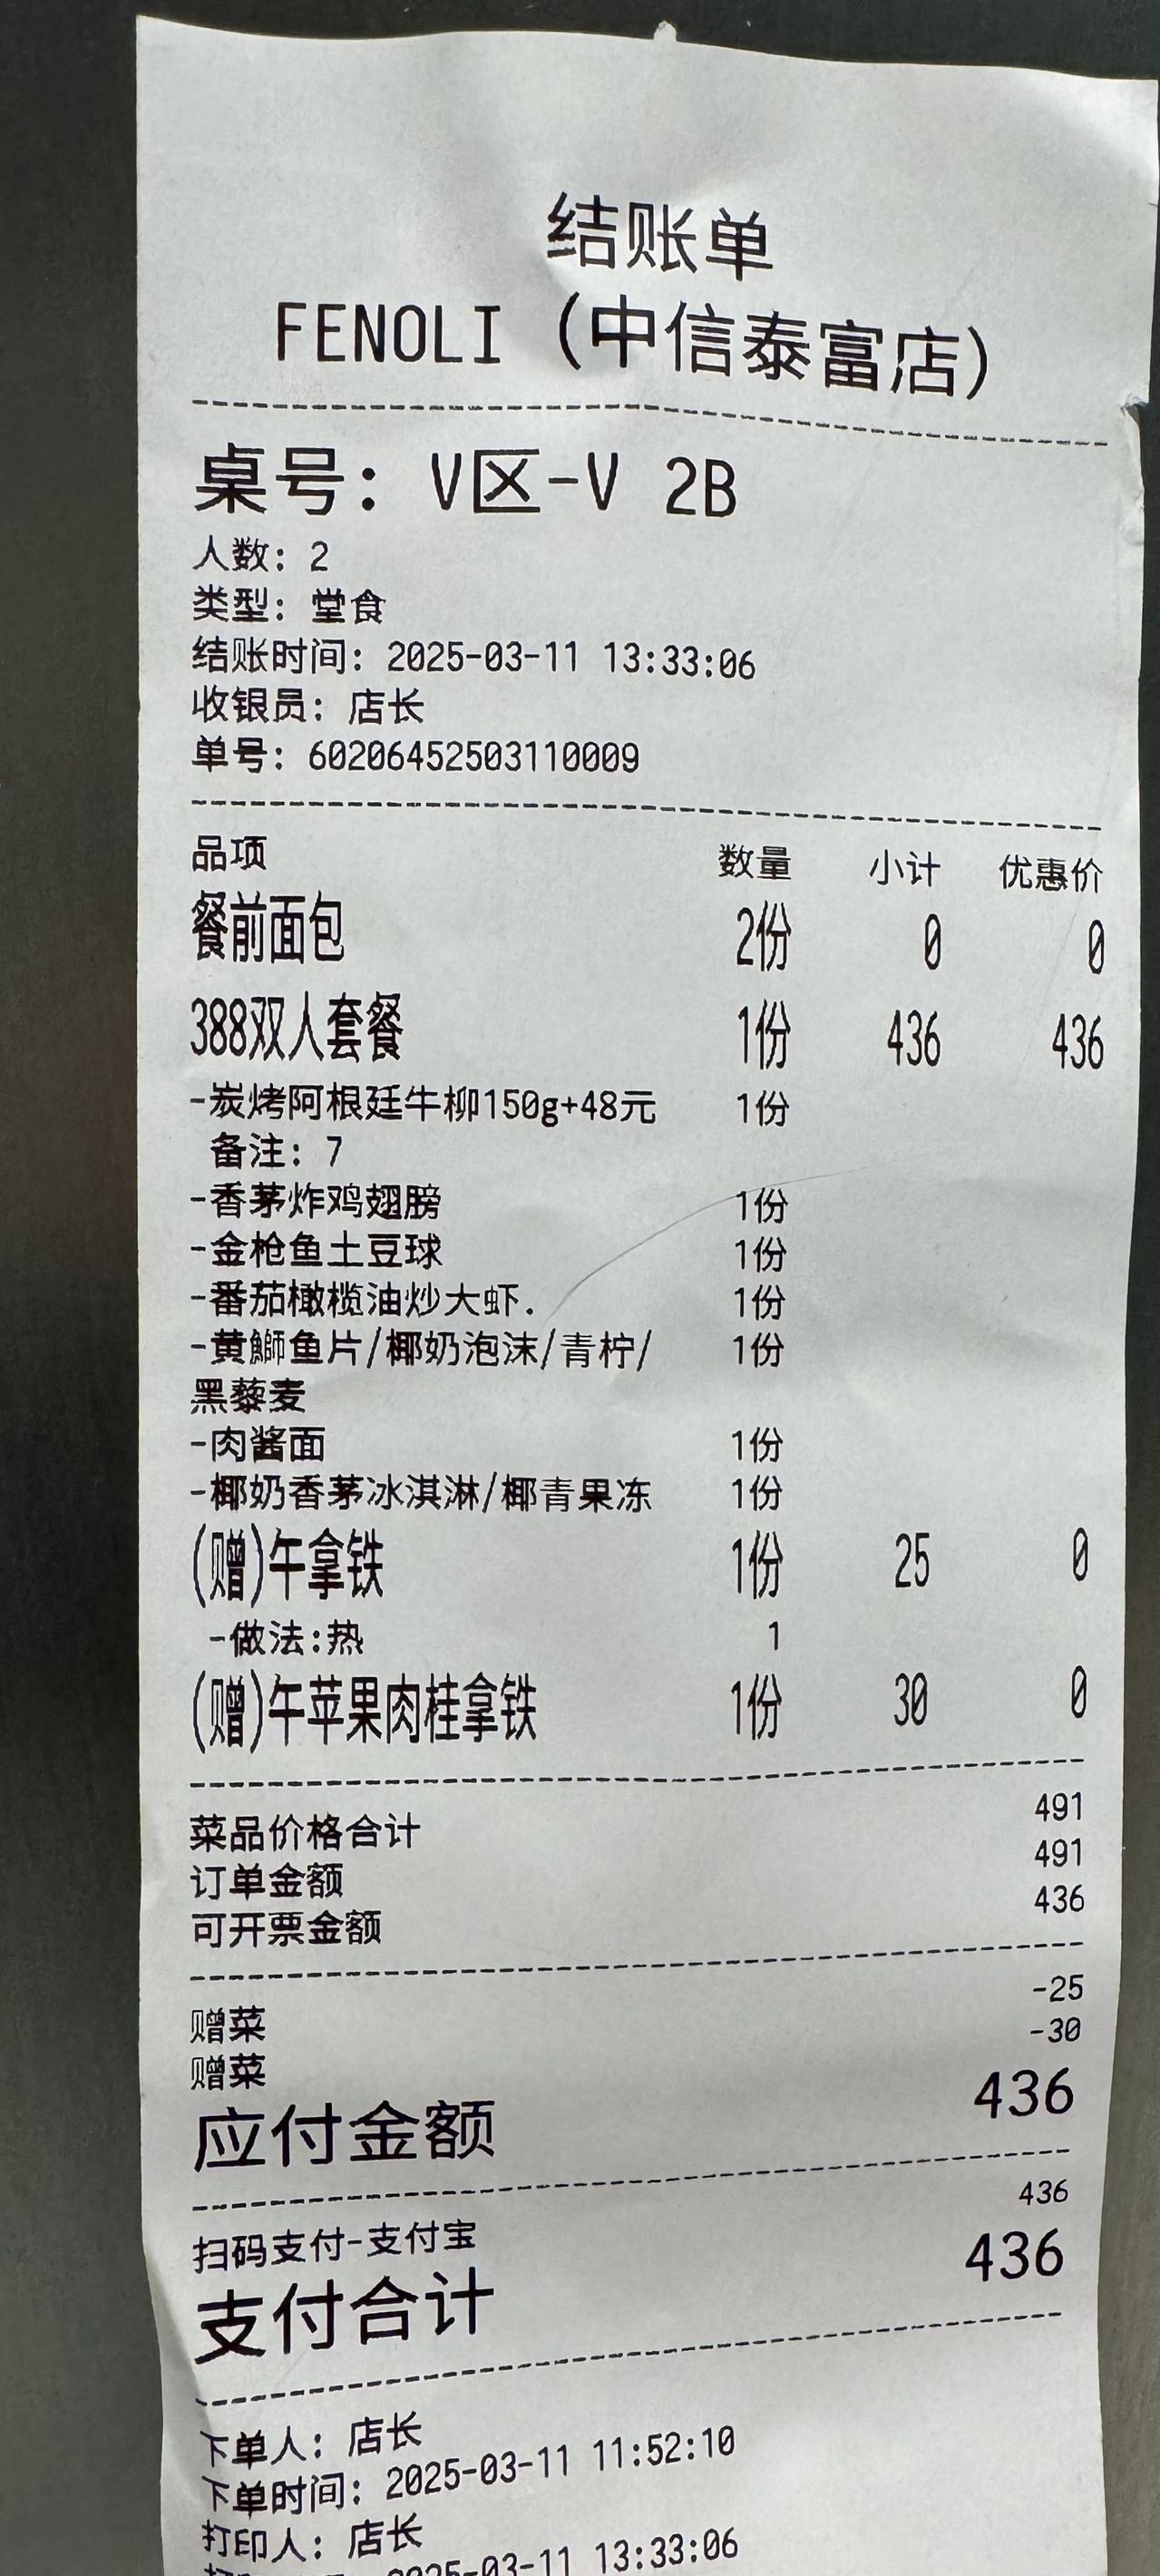 结账单
FENOLI (中信泰富店)
桌号: V区-V 2B
人数: 2
类型: 堂食
结账时间: 2025-03-11 13:33:06
收银员: 店长
单号: 60206452503110009
品项 数量 小计 优惠价
餐前面包 2份 0 0
388双人套餐 1份 436 436
-炭烤阿根廷牛柳150g+48元 1份
备注: 7
-香茅炸鸡翅膀 1份
-金枪鱼土豆球 1份
-番茄橄榄油炒大虾. 1份
-黄鰤鱼片/椰奶泡沫/青柠/ 1份
黑藜麦
-肉酱面 1份
-椰奶香茅冰淇淋/椰青果冻 1份
(赠)午拿铁 1份 25 0
-做法:热 1
(赠)午苹果肉桂拿铁 1份 30 0
菜品价格合计 491
订单金额 491
可开票金额 436
赠菜 -25
赠菜 -30
应付金额 436
扫码支付-支付宝 436
支付合计 436
下单人: 店长
下单时间: 2025-03-11 11:52:10
打印人: 店长
2025-03-11 13:33:06